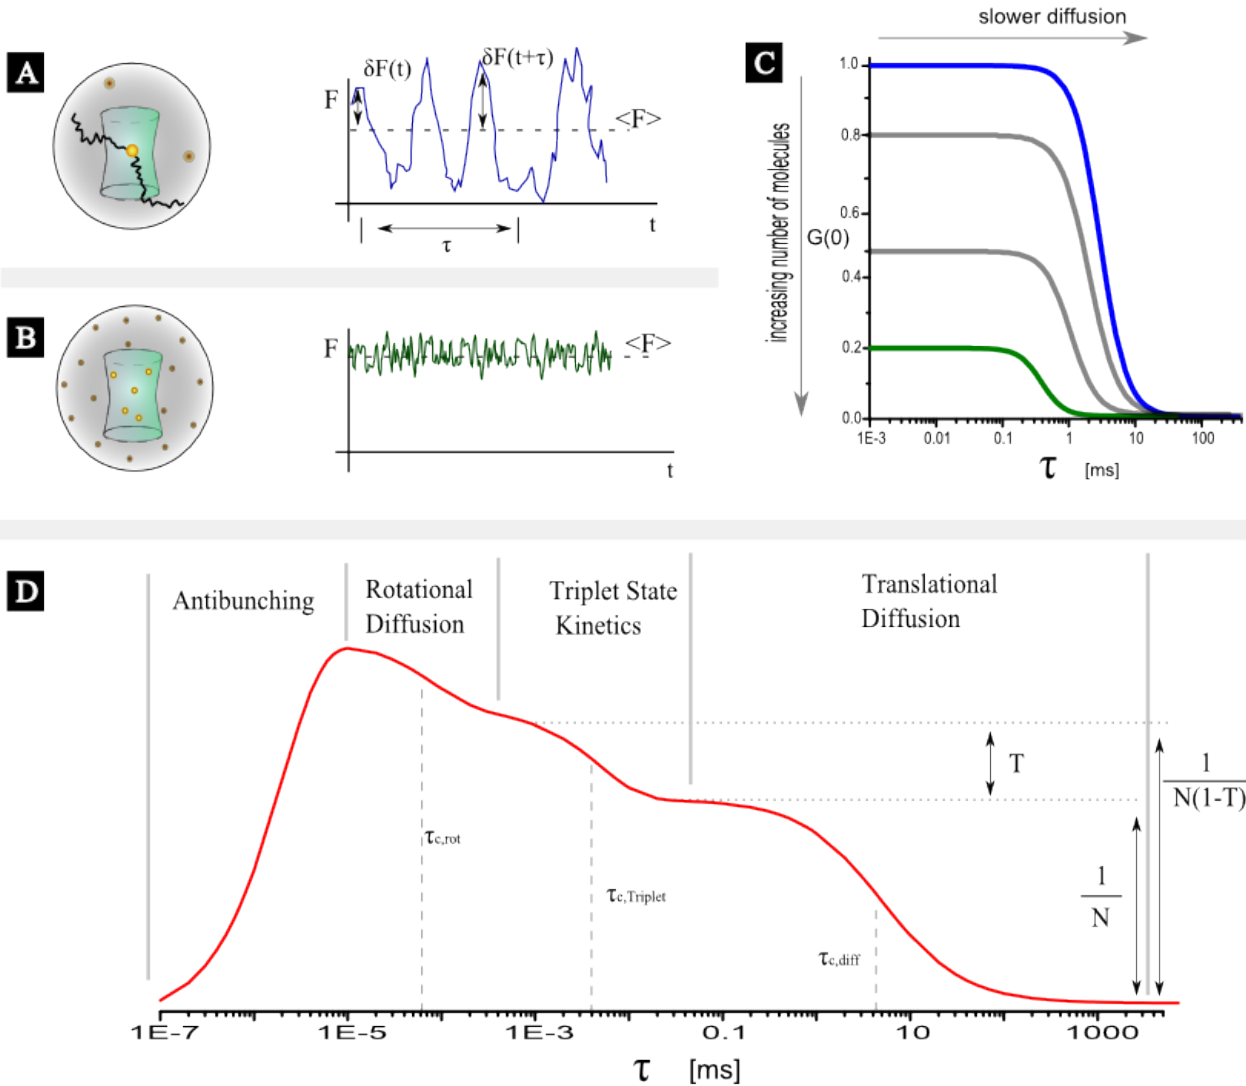 A
δF(t)
δF(t+τ)
F
<F>
t
τ
B
F
<F>
t
slower diffusion
C
increasing number of molecules
G(0)
1.0
0.8
0.6
0.4
0.2
0.0
1E-3 0.01 0.1 1 10 100
τ [ms]
D
Antibunching
Rotational
Diffusion
Triplet State
Kinetics
Translational
Diffusion
T
1
N(1-T)
1
N
τc,rot
τc,Triplet
τc,diff
1E-7 1E-5 1E-3 0.1 10 1000
τ [ms]